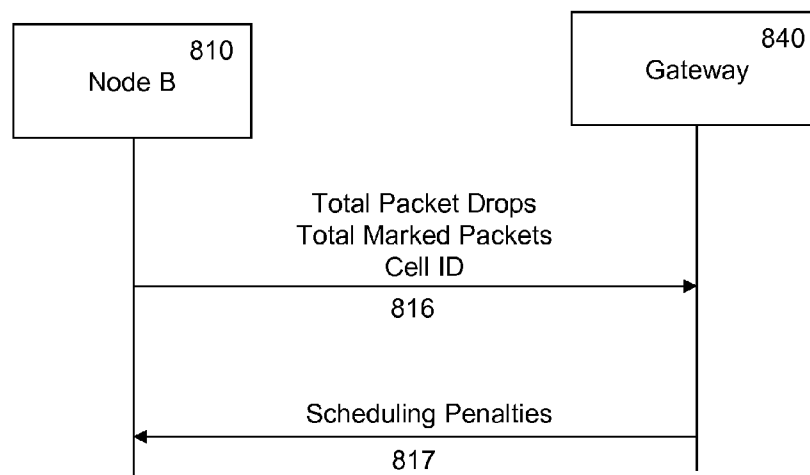 810
Node B
840
Gateway
Total Packet Drops
Total Marked Packets
Cell ID
816
Scheduling Penalties
817